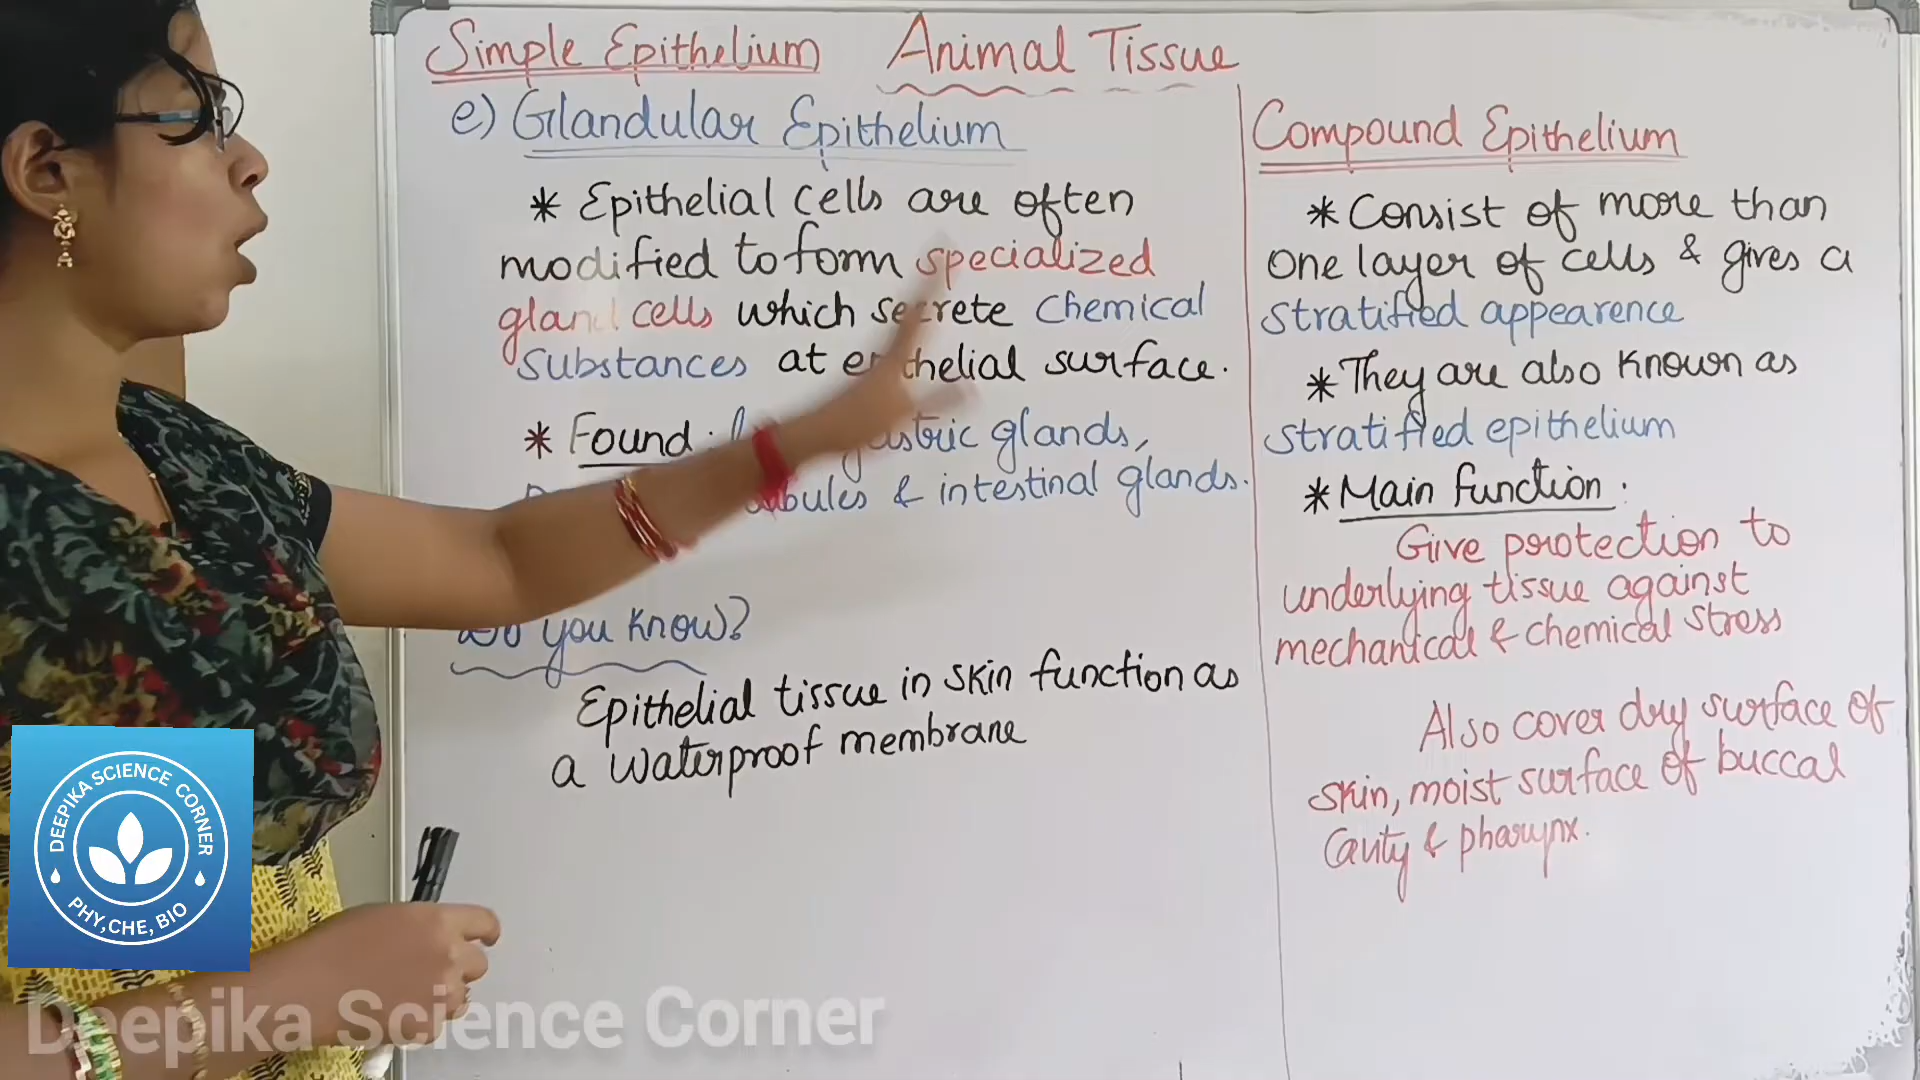 Simple Epithelium Animal Tissue
e) Glandular Epithelium
* Epithelial cells are often
modified to form specialized
gland cells which secrete chemical
substances at epithelial surface.
* Found: gastric glands,
tubules & intestinal glands.
Do you know?
Epithelial tissue in skin function as
a waterproof membrane
Compound Epithelium
* Consist of more than
one layer of cells & gives a
stratified appearence
* They are also known as
stratified epithelium
* Main function:
Give protection to
underlying tissue against
mechanical & chemical stress
Also cover dry surface of
skin, moist surface of buccal
cavity & pharynx.
DEEPIKA SCIENCE CORNER
PHY, CHE, BIO
Deepika Science Corner